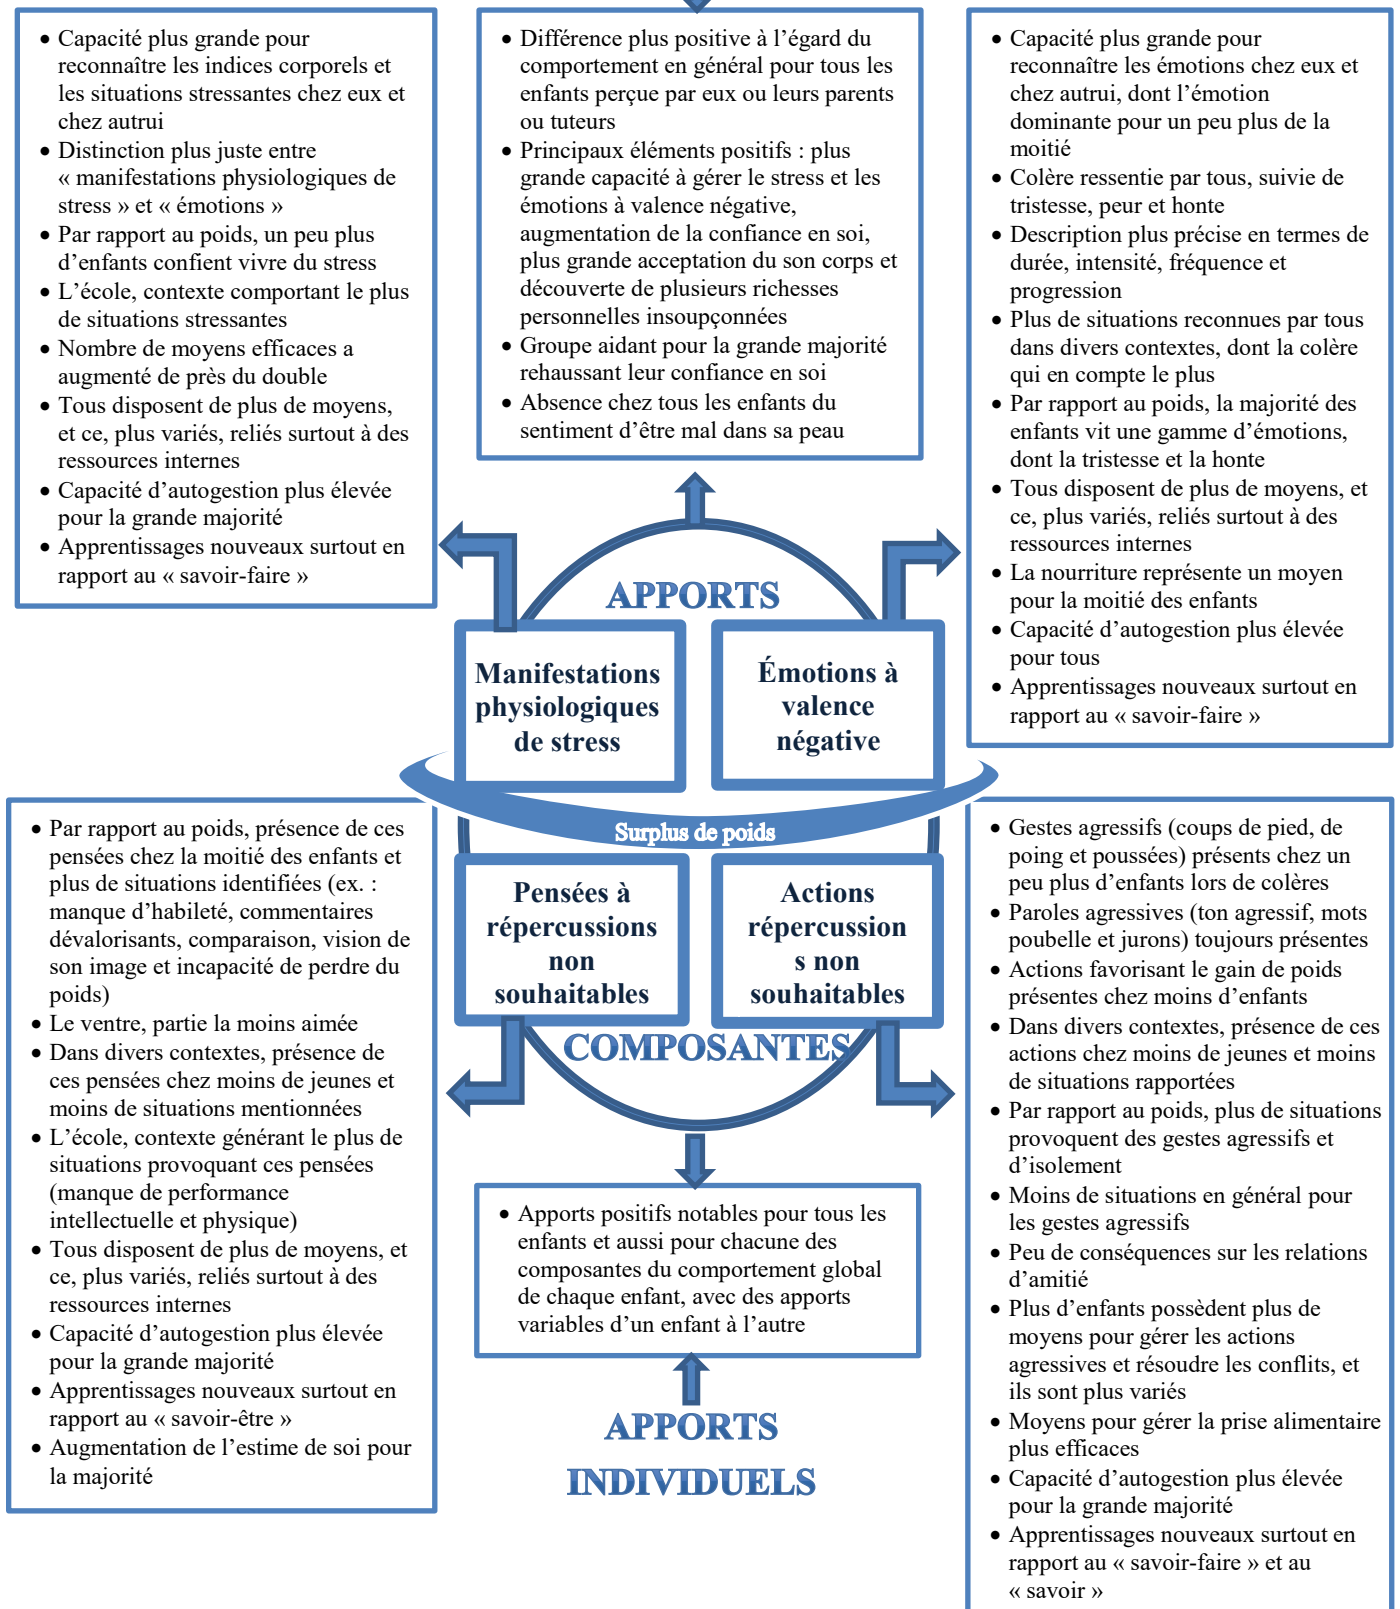 • Capacité plus grande pour
reconnaître les indices corporels et
les situations stressantes chez eux et
chez autrui
• Distinction plus juste entre
« manifestations physiologiques de
stress » et « émotions »
• Par rapport au poids, un peu plus
d’enfants confient vivre du stress
• L’école, contexte comportant le plus
de situations stressantes
• Nombre de moyens efficaces a
augmenté de près du double
• Tous disposent de plus de moyens,
et ce, plus variés, reliés surtout à des
ressources internes
• Capacité d’autogestion plus élevée
pour la grande majorité
• Apprentissages nouveaux surtout en
rapport au « savoir-faire »
• Différence plus positive à l’égard du
comportement en général pour tous les
enfants perçue par eux ou leurs parents
ou tuteurs
• Principaux éléments positifs : plus
grande capacité à gérer le stress et les
émotions à valence négative,
augmentation de la confiance en soi,
plus grande acceptation du son corps et
découverte de plusieurs richesses
personnelles insoupçonnées
• Groupe aidant pour la grande majorité
rehaussant leur confiance en soi
• Absence chez tous les enfants du
sentiment d’être mal dans sa peau
• Capacité plus grande pour
reconnaître les émotions chez eux et
chez autrui, dont l’émotion
dominante pour un peu plus de la
moitié
• Colère ressentie par tous, suivie de
tristesse, peur et honte
• Description plus précise en termes de
durée, intensité, fréquence et
progression
• Plus de situations reconnues par tous
dans divers contextes, dont la colère
qui en compte le plus
• Par rapport au poids, la majorité des
enfants vit une gamme d’émotions,
dont la tristesse et la honte
• Tous disposent de plus de moyens, et
ce, plus variés, reliés surtout à des
ressources internes
• La nourriture représente un moyen
pour la moitié des enfants
• Capacité d’autogestion plus élevée
pour tous
• Apprentissages nouveaux surtout en
rapport au « savoir-faire »
APPORTS
Manifestations
physiologiques
de stress
Émotions à
valence
négative
Surplus de poids
Pensées à
répercussions
non
souhaitables
Actions
répercussion
s non
souhaitables
COMPOSANTES
• Par rapport au poids, présence de ces
pensées chez la moitié des enfants et
plus de situations identifiées (ex. :
manque d’habileté, commentaires
dévalorisants, comparaison, vision de
son image et incapacité de perdre du
poids)
• Le ventre, partie la moins aimée
• Dans divers contextes, présence de
ces pensées chez moins de jeunes et
moins de situations mentionnées
• L’école, contexte générant le plus de
situations provoquant ces pensées
(manque de performance
intellectuelle et physique)
• Tous disposent de plus de moyens, et
ce, plus variés, reliés surtout à des
ressources internes
• Capacité d’autogestion plus élevée
pour la grande majorité
• Apprentissages nouveaux surtout en
rapport au « savoir-être »
• Augmentation de l’estime de soi pour
la majorité
• Apports positifs notables pour tous les
enfants et aussi pour chacune des
composantes du comportement global
de chaque enfant, avec des apports
variables d’un enfant à l’autre
APPORTS
INDIVIDUELS
• Gestes agressifs (coups de pied, de
poing et poussées) présents chez un
peu plus d’enfants lors de colères
• Paroles agressives (ton agressif, mots
poubelle et jurons) toujours présentes
• Actions favorisant le gain de poids
présentes chez moins d’enfants
• Dans divers contextes, présence de ces
actions chez moins de jeunes et moins
de situations rapportées
• Par rapport au poids, plus de situations
provoquent des gestes agressifs et
d’isolement
• Moins de situations en général pour
les gestes agressifs
• Peu de conséquences sur les relations
d’amitié
• Plus d’enfants possèdent plus de
moyens pour gérer les actions
agressives et résoudre les conflits, et
ils sont plus variés
• Moyens pour gérer la prise alimentaire
plus efficaces
• Capacité d’autogestion plus élevée
pour la grande majorité
• Apprentissages nouveaux surtout en
rapport au « savoir-faire » et au
« savoir »